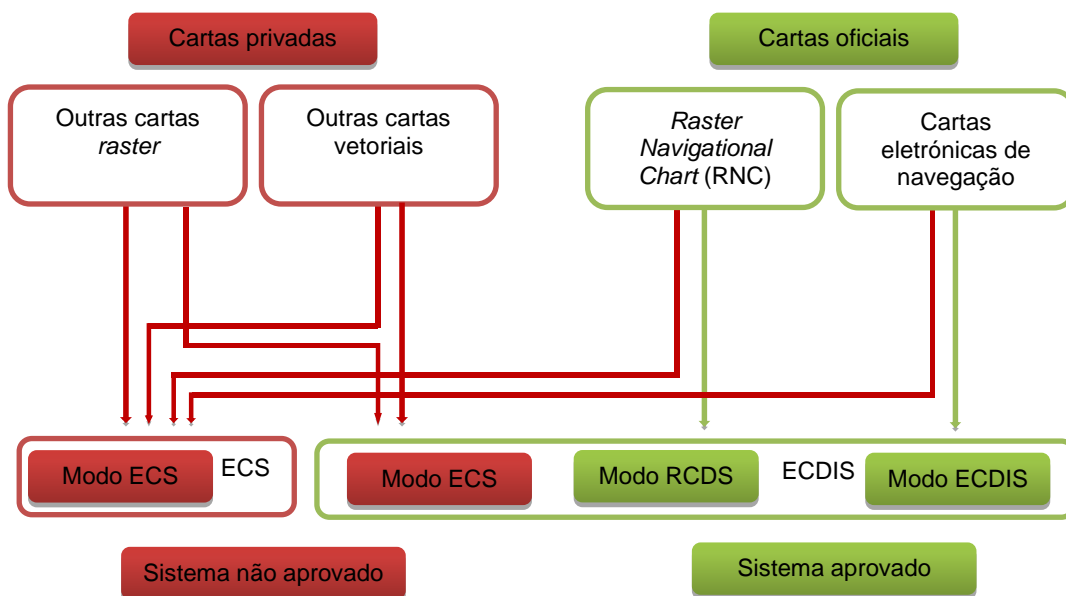 Cartas privadas
Cartas oficiais
Outras cartas
raster
Outras cartas
vetoriais
Raster
Navigational
Chart (RNC)
Cartas
eletrónicas de
navegação
Modo ECS
ECS
Modo ECS
Modo RCDS
ECDIS
Modo ECDIS
Sistema não aprovado
Sistema aprovado